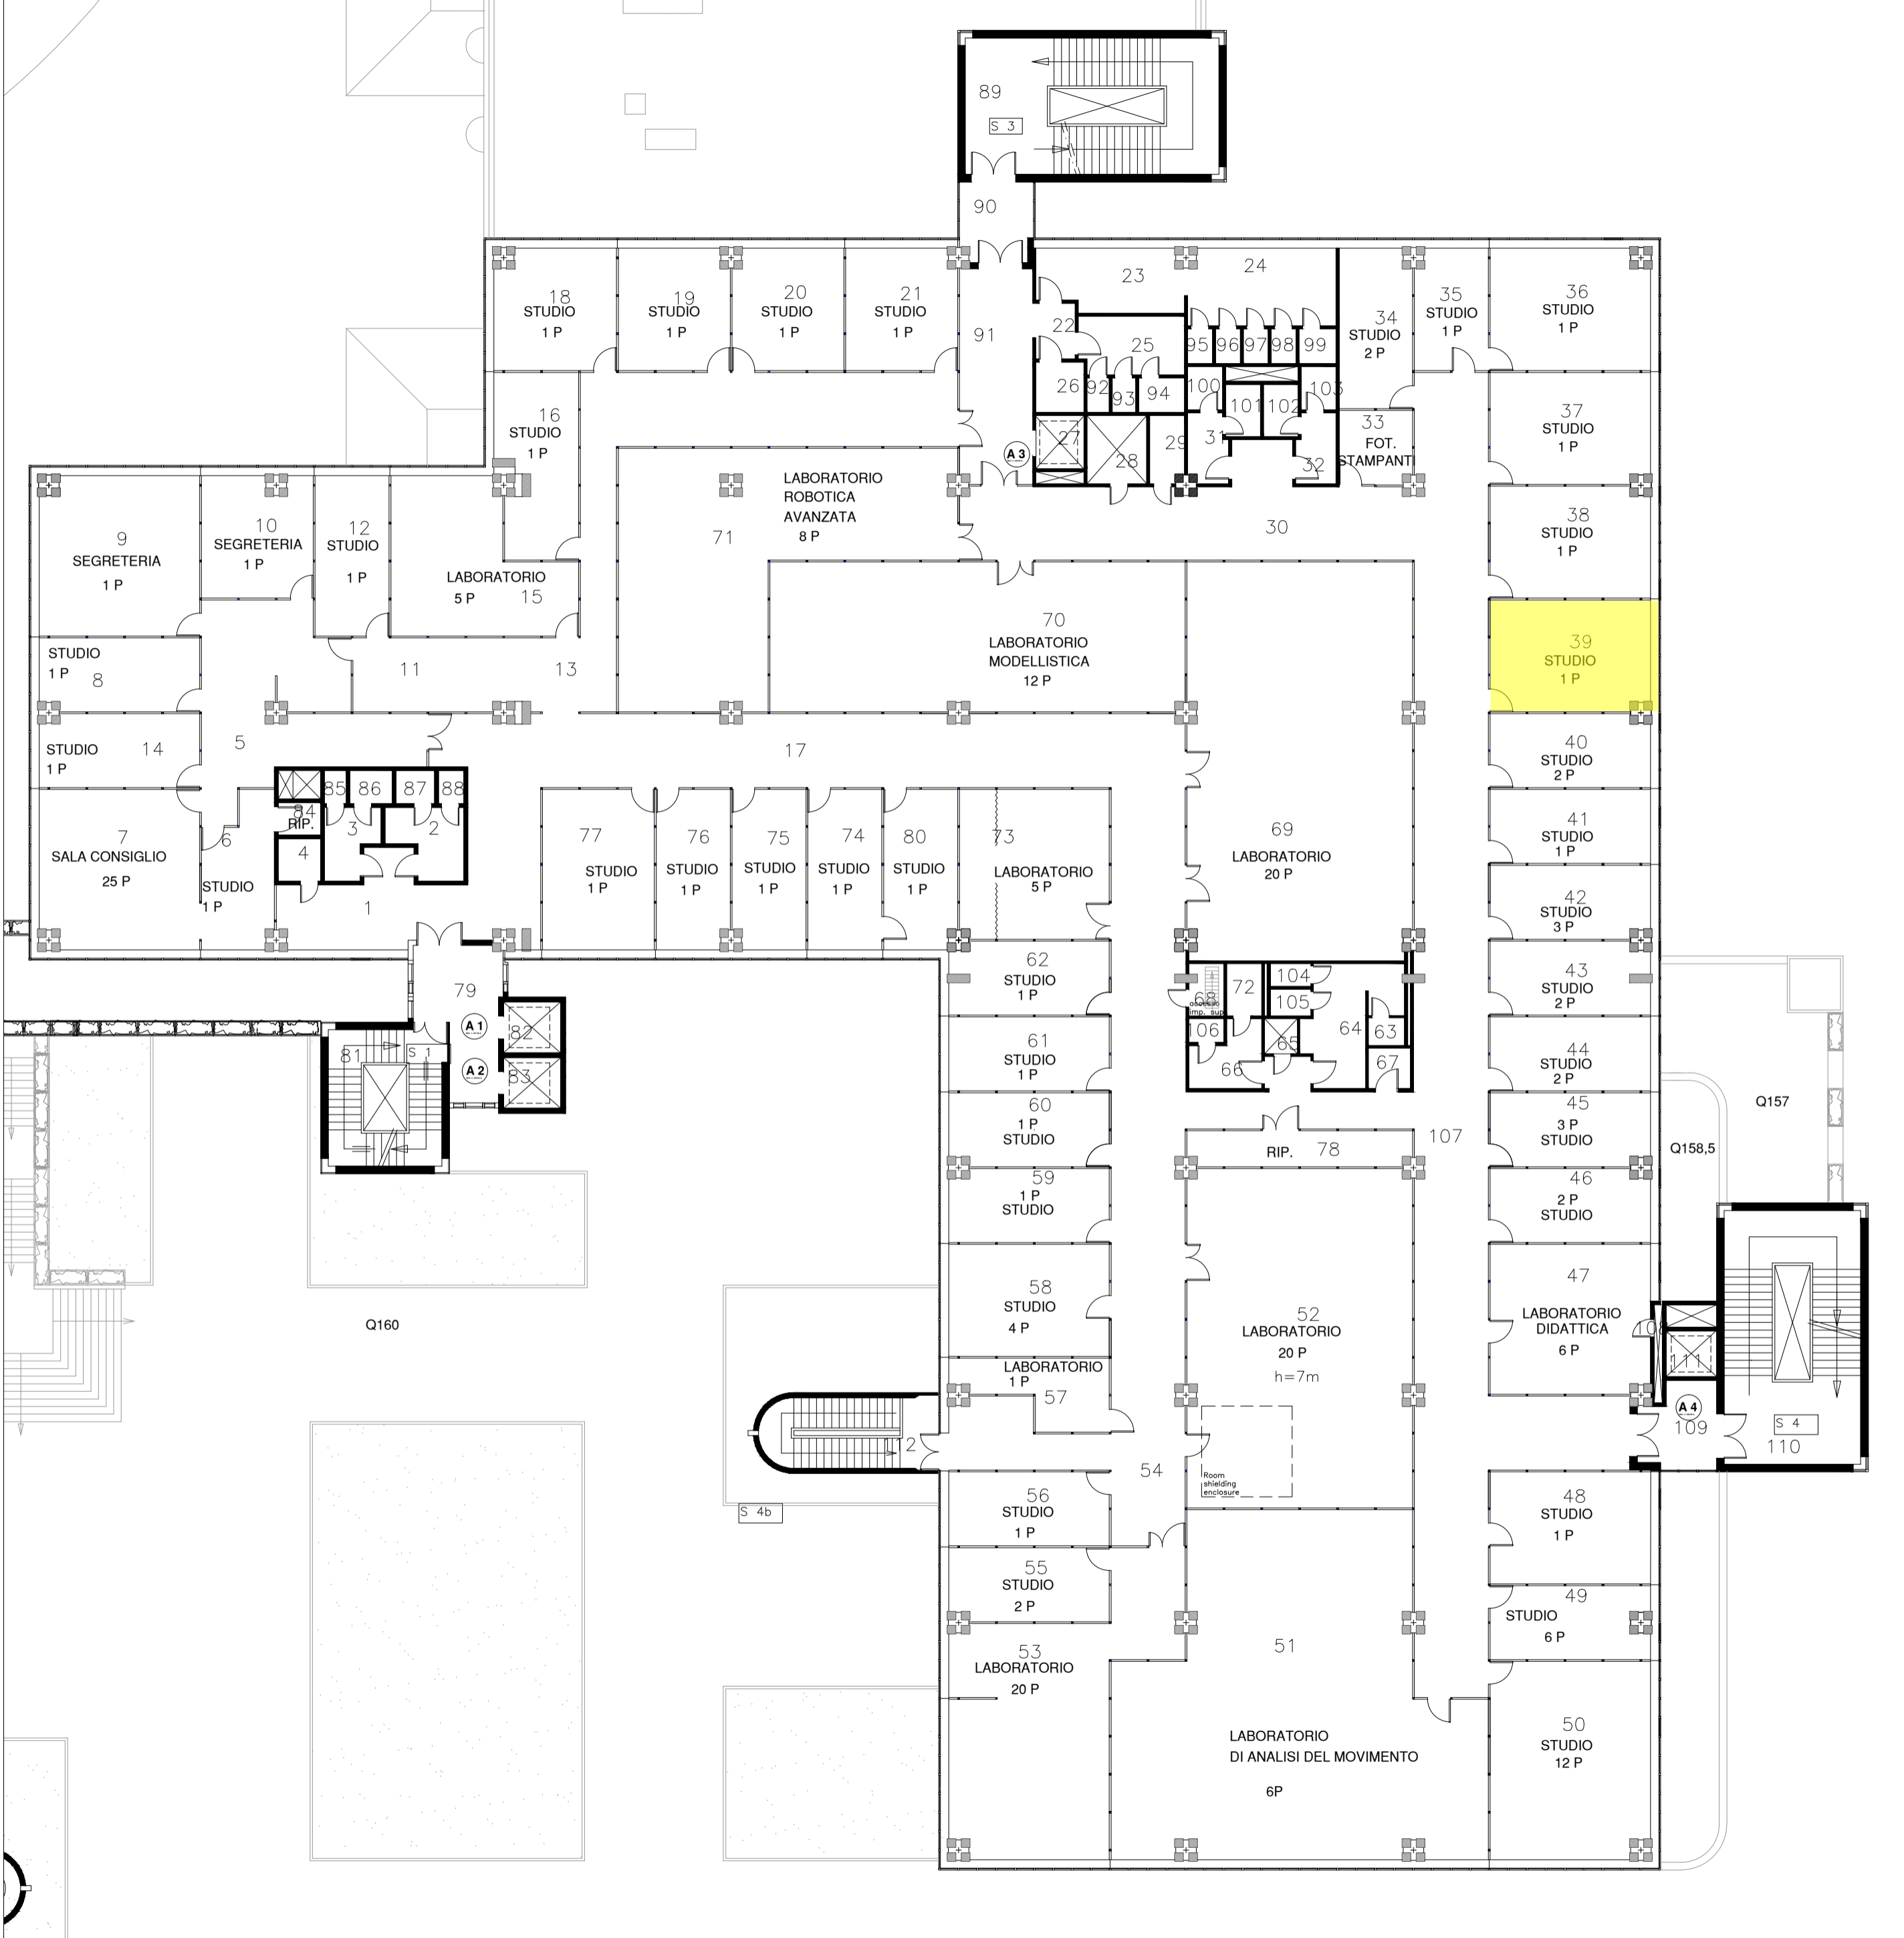 89
S 3
90
18
STUDIO
1 P
19
STUDIO
1 P
20
STUDIO
1 P
21
STUDIO
1 P
91
22
23
24
25
26
92
93
94
95
96
97
98
99
100
101
102
103
27
28
29
31
32
A 3
30
34
STUDIO
2 P
35
STUDIO
1 P
36
STUDIO
1 P
33
FOT.
STAMPANTI
37
STUDIO
1 P
38
STUDIO
1 P
39
STUDIO
1 P
16
STUDIO
1 P
LABORATORIO
ROBOTICA
AVANZATA
8 P
71
9
SEGRETERIA
1 P
10
SEGRETERIA
1 P
12
STUDIO
1 P
LABORATORIO
5 P
15
STUDIO
1 P
8
11
13
70
LABORATORIO
MODELLISTICA
12 P
STUDIO
1 P
14
5
17
40
STUDIO
2 P
7
SALA CONSIGLIO
25 P
6
STUDIO
1 P
84
RIP.
4
85
86
87
88
3
2
1
77
STUDIO
1 P
76
STUDIO
1 P
75
STUDIO
1 P
74
STUDIO
1 P
80
STUDIO
1 P
73
LABORATORIO
5 P
69
LABORATORIO
20 P
41
STUDIO
1 P
42
STUDIO
3 P
43
STUDIO
2 P
44
STUDIO
2 P
45
3 P
STUDIO
46
2 P
STUDIO
79
A 1
A 2
82
83
81
S 1
62
STUDIO
1 P
61
STUDIO
1 P
60
1 P
STUDIO
59
1 P
STUDIO
58
STUDIO
4 P
LABORATORIO
1 P
57
68
imp. sup.
72
104
105
106
65
64
63
66
67
RIP.
78
107
Q157
Q158,5
Q160
52
LABORATORIO
20 P
h=7m
Room
shielding
enclosure
47
LABORATORIO
DIDATTICA
6 P
111
A 4
109
S 4
110
54
S 4b
56
STUDIO
1 P
55
STUDIO
2 P
53
LABORATORIO
20 P
48
STUDIO
1 P
49
STUDIO
6 P
51
LABORATORIO
DI ANALISI DEL MOVIMENTO
6P
50
STUDIO
12 P